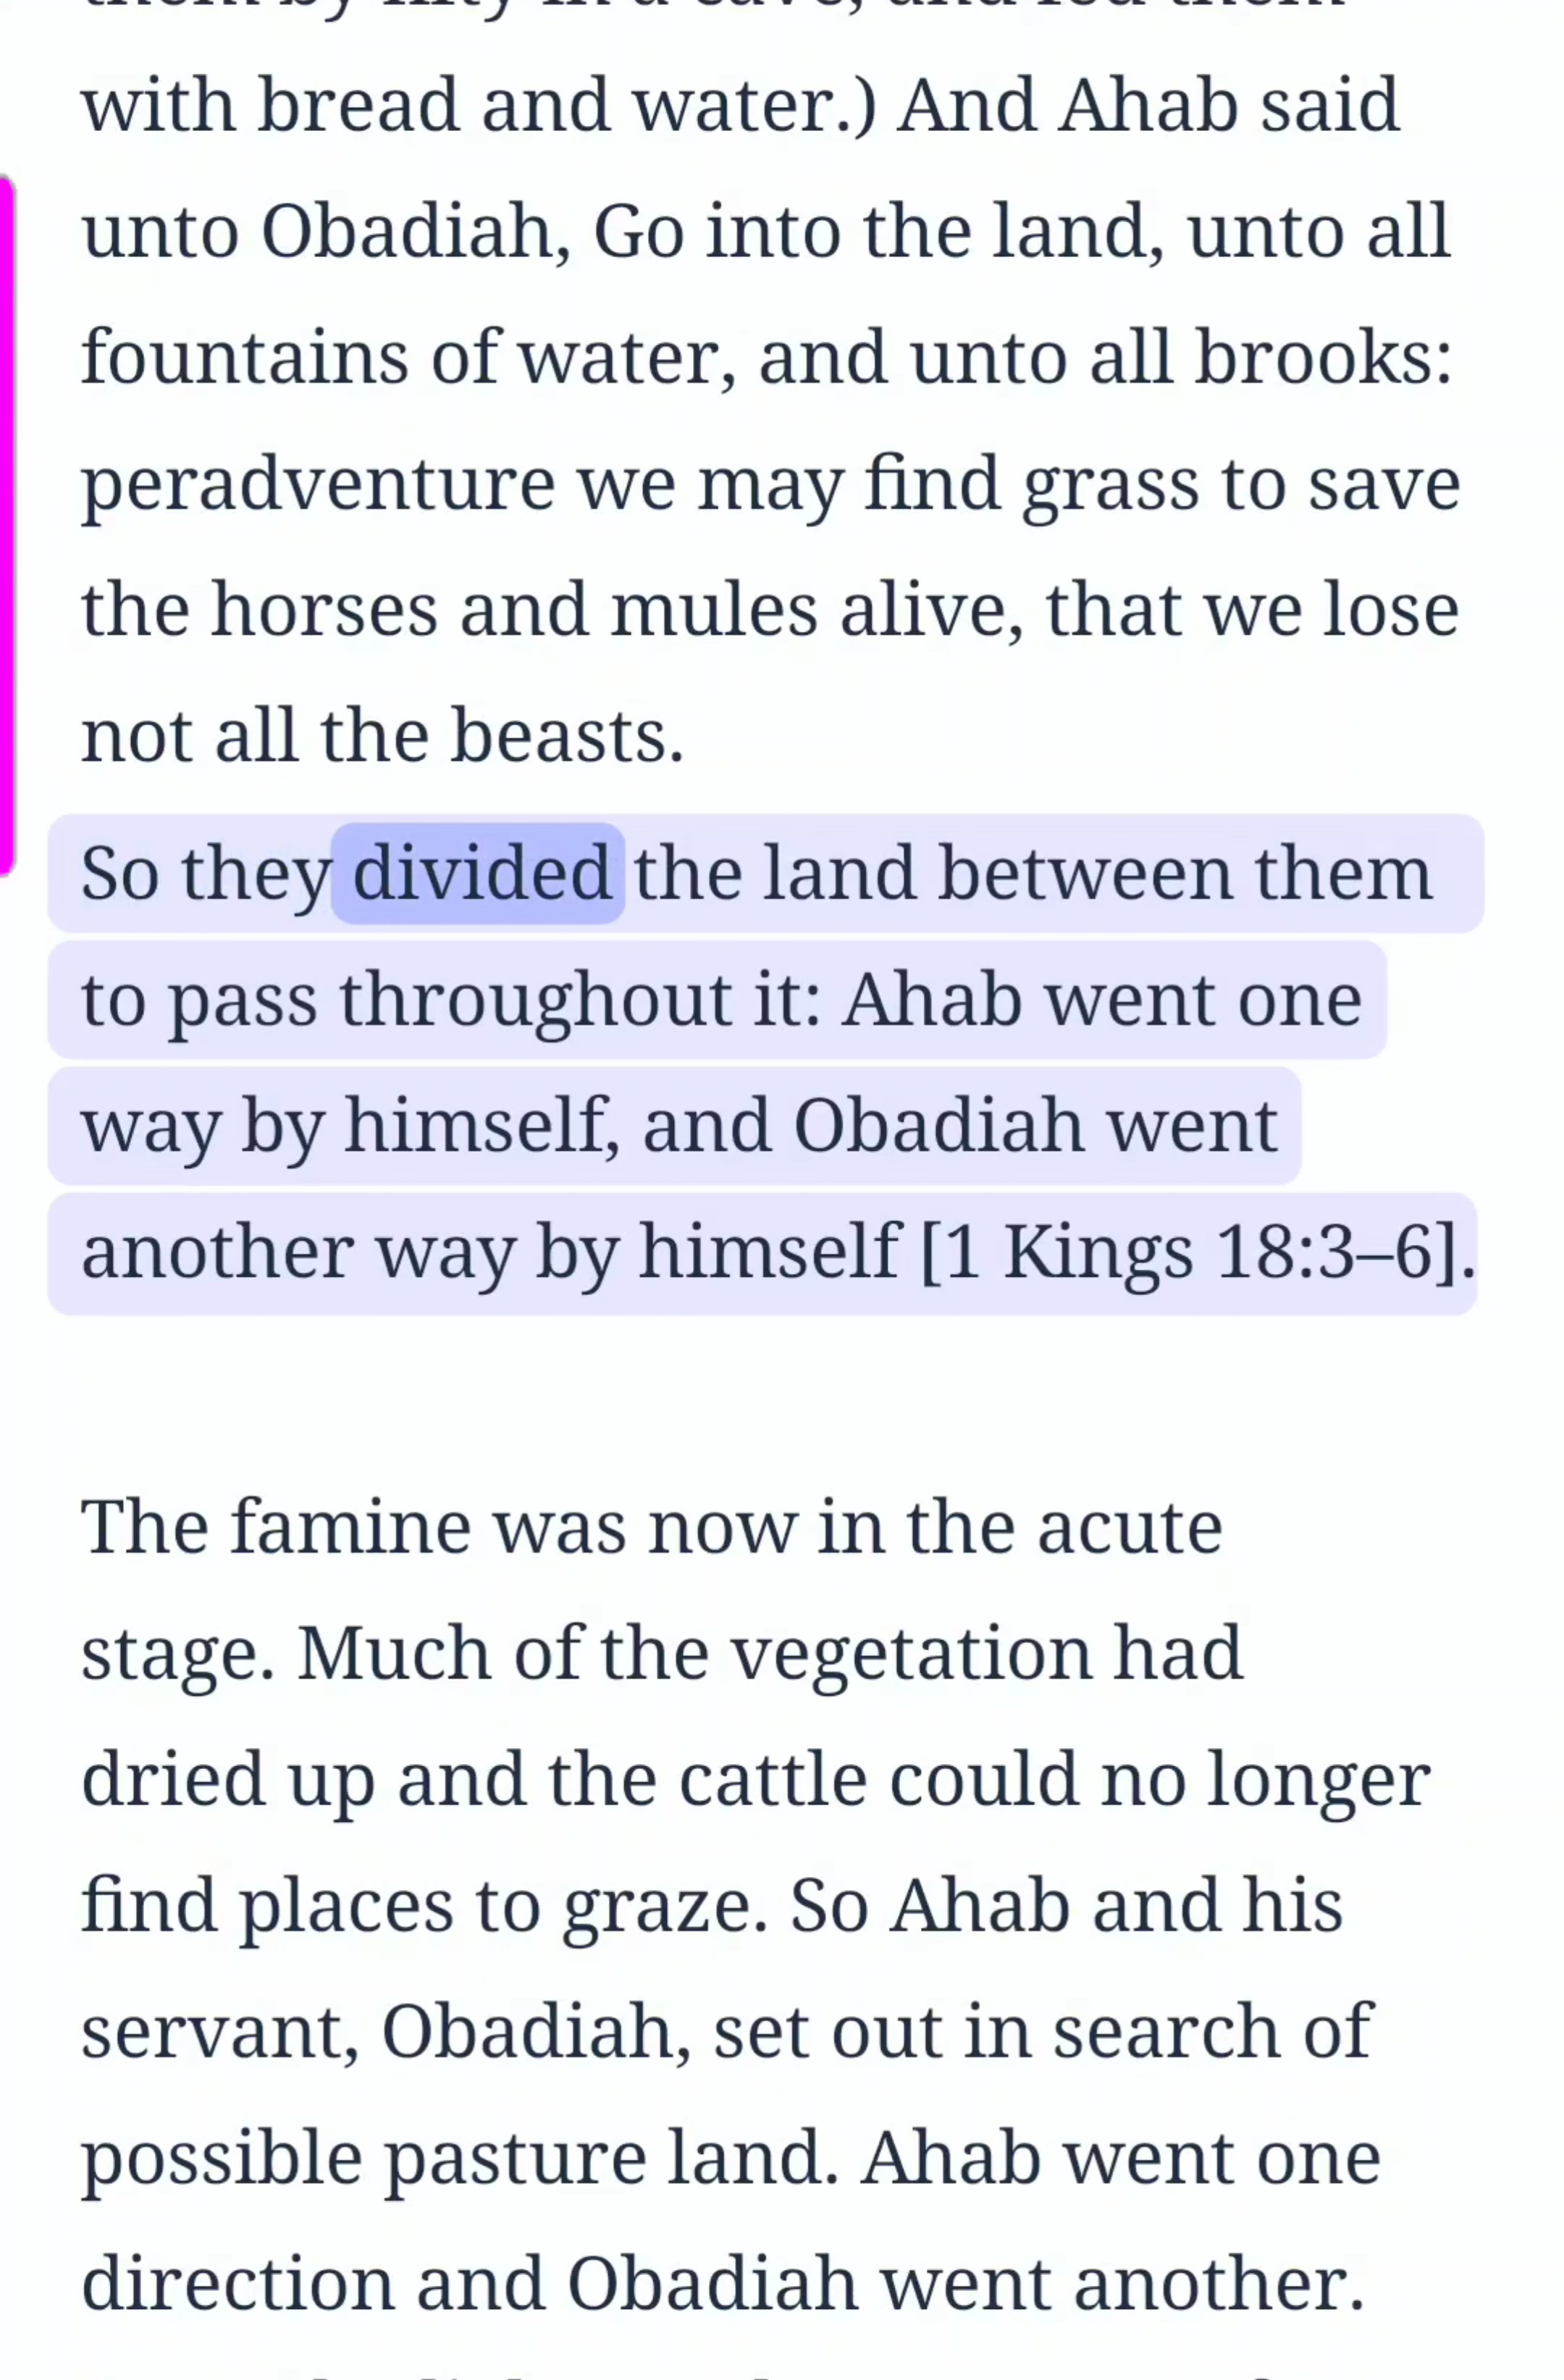 with bread and water.) And Ahab said
unto Obadiah, Go into the land, unto all
fountains of water, and unto all brooks:
peradventure we may find grass to save
the horses and mules alive, that we lose
not all the beasts.
So they divided the land between them
to pass throughout it: Ahab went one
way by himself, and Obadiah went
another way by himself [1 Kings 18:3–6].
The famine was now in the acute
stage. Much of the vegetation had
dried up and the cattle could no longer
find places to graze. So Ahab and his
servant, Obadiah, set out in search of
possible pasture land. Ahab went one
direction and Obadiah went another.